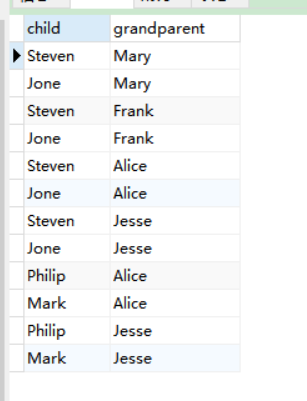 child grandparent
Steven Mary
Jone Mary
Steven Frank
Jone Frank
Steven Alice
Jone Alice
Steven Jesse
Jone Jesse
Philip Alice
Mark Alice
Philip Jesse
Mark Jesse